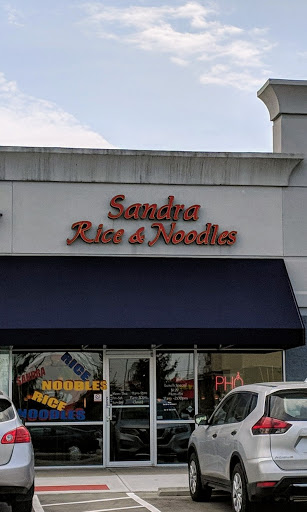 Sandra
Rice & Noodles
SANDRA
RICE
NOODLES
RICE
NOODLES
PHO